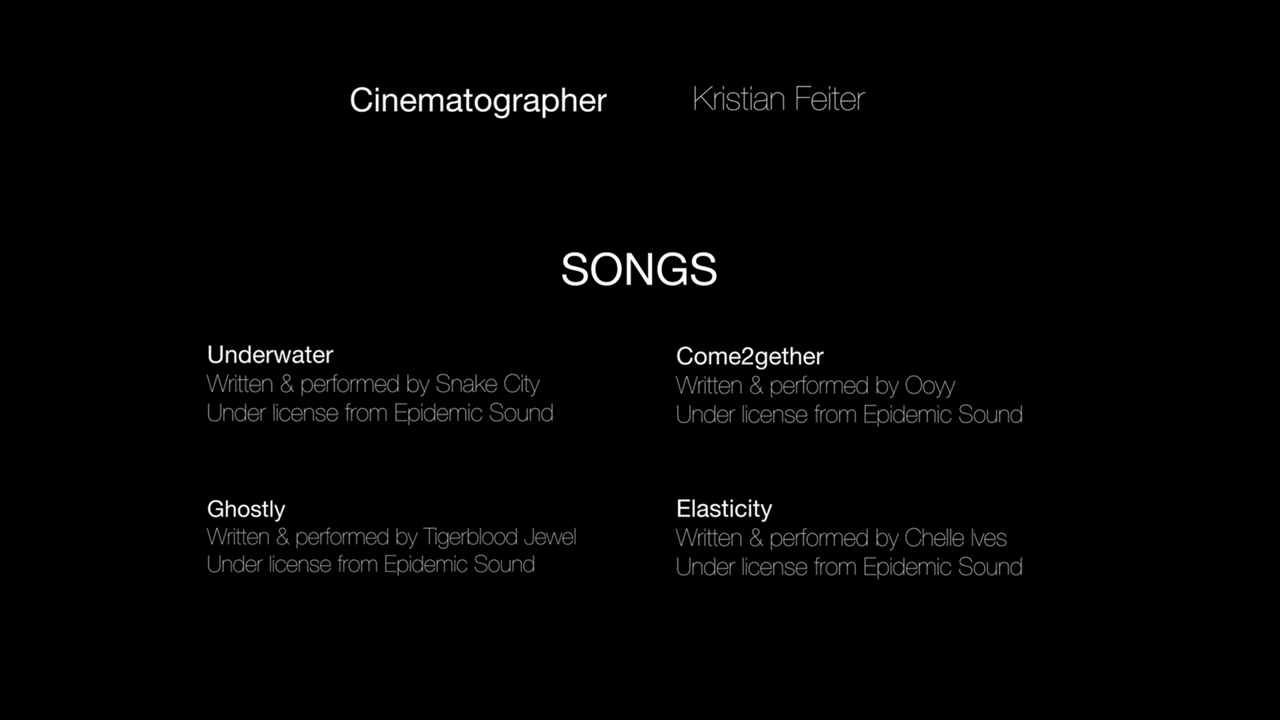 Cinematographer Kristian Feiter
SONGS
Underwater
Written & performed by Snake City
Under license from Epidemic Sound
Come2gether
Written & performed by Ooyy
Under license from Epidemic Sound
Ghostly
Written & performed by Tigerblood Jewel
Under license from Epidemic Sound
Elasticity
Written & performed by Chelle Ives
Under license from Epidemic Sound